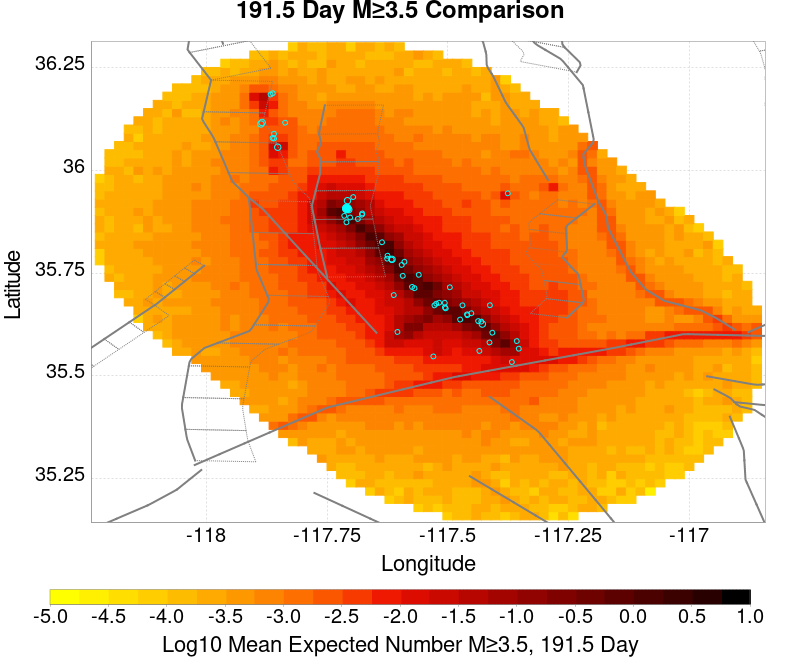 191.5 Day M≥3.5 Comparison
36.25
36
35.75
35.5
35.25
Latitude
-118 -117.75 -117.5 -117.25 -117
Longitude
-5.0 -4.5 -4.0 -3.5 -3.0 -2.5 -2.0 -1.5 -1.0 -0.5 0.0 0.5 1.0
Log10 Mean Expected Number M≥3.5, 191.5 Day